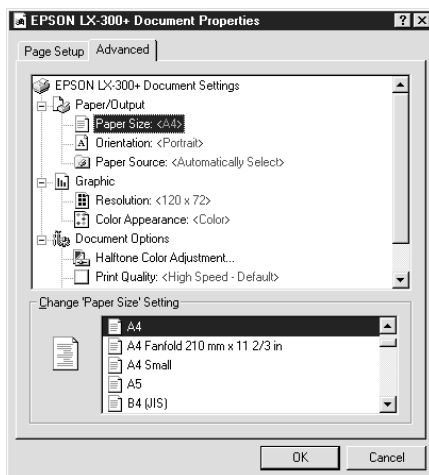 EPSON LX-300+ Document Properties
Page Setup Advanced
EPSON LX-300+ Document Settings
Paper/Output
Paper Size: <A4>
Orientation: <Portrait>
Paper Source: <Automatically Select>
Graphic
Resolution: <120 x 72>
Color Appearance: <Color>
Document Options
Halftone Color Adjustment...
Print Quality: <High Speed - Default>
Change 'Paper Size' Setting
A4
A4 Fanfold 210 mm x 11 2/3 in
A4 Small
A5
B4 (JIS)
OK Cancel